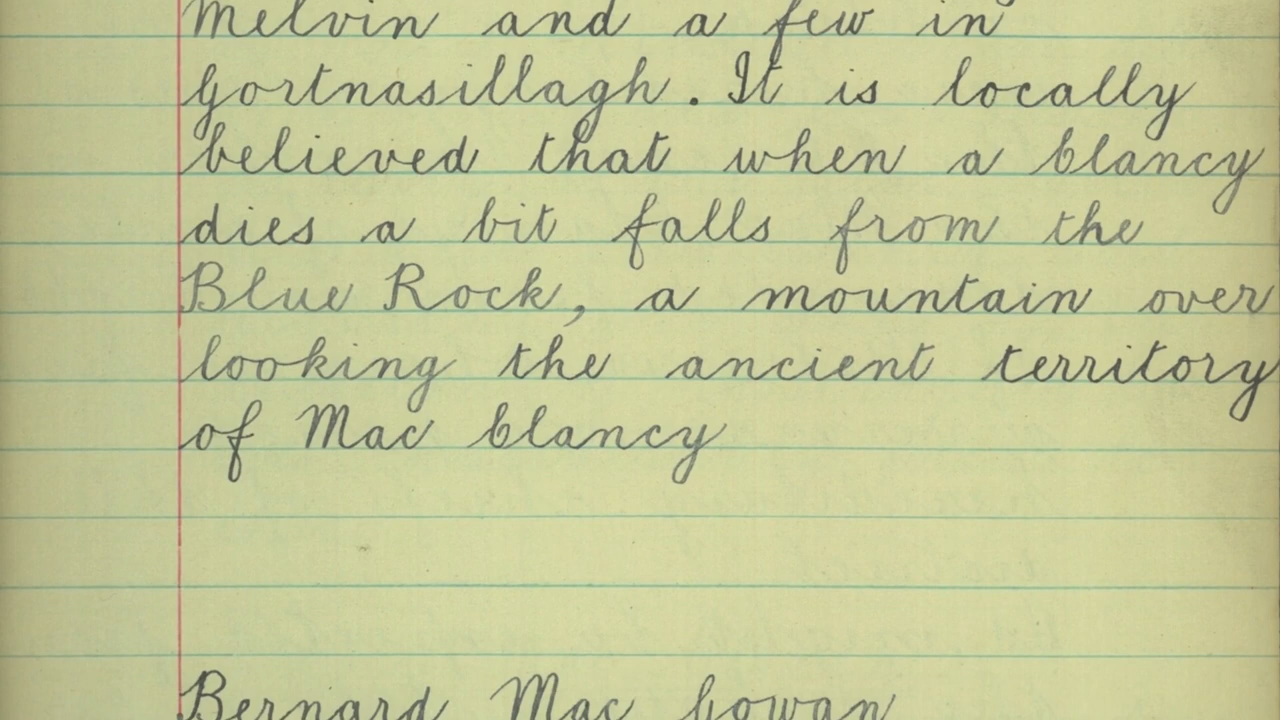 Melvin and a few in
Gortnasillagh. It is locally
believed that when a Clancy
dies a bit falls from the
Blue Rock, a mountain over
looking the ancient territory
of Mac Clancy
Bernard Mac Gowan